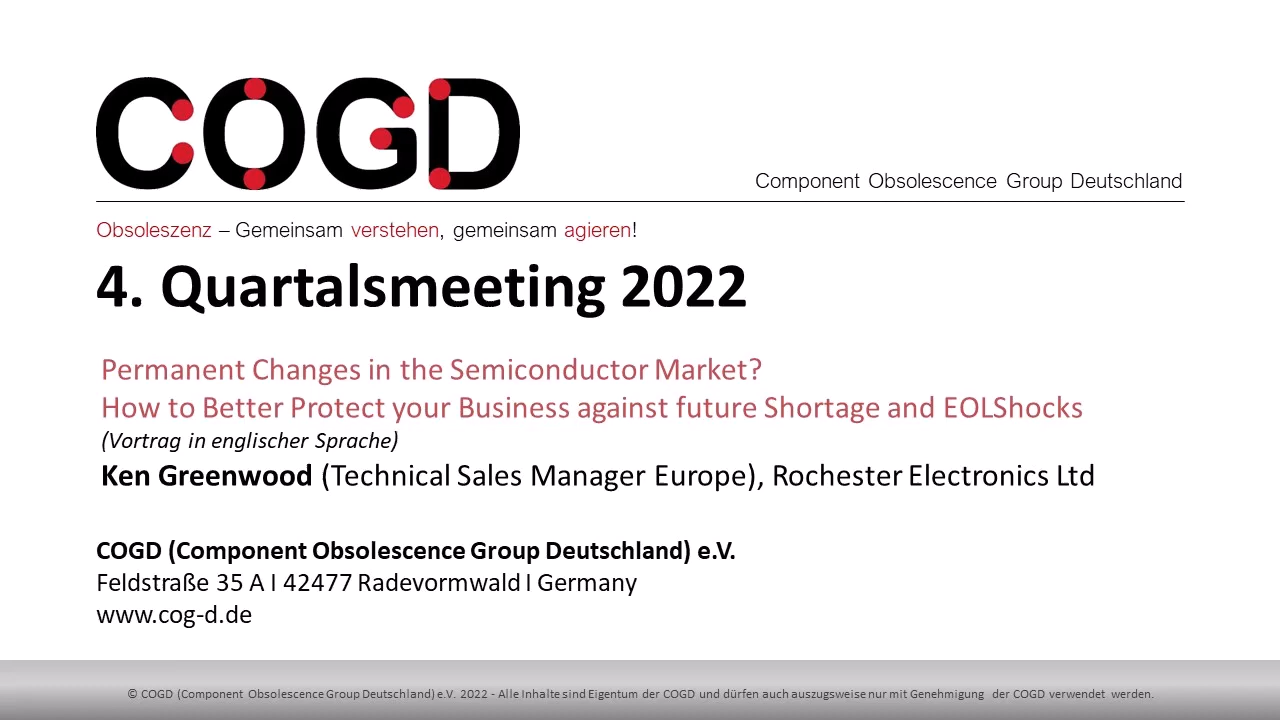 COGD
Component Obsolescence Group Deutschland
Obsoleszenz – Gemeinsam verstehen, gemeinsam agieren!
4. Quartalsmeeting 2022
Permanent Changes in the Semiconductor Market?
How to Better Protect your Business against future Shortage and EOLShocks
(Vortrag in englischer Sprache)
Ken Greenwood (Technical Sales Manager Europe), Rochester Electronics Ltd
COGD (Component Obsolescence Group Deutschland) e.V.
Feldstraße 35 A I 42477 Radevormwald I Germany
www.cog-d.de
© COGD (Component Obsolescence Group Deutschland) e.V. 2022 - Alle Inhalte sind Eigentum der COGD und dürfen auch auszugsweise nur mit Genehmigung der COGD verwendet werden.